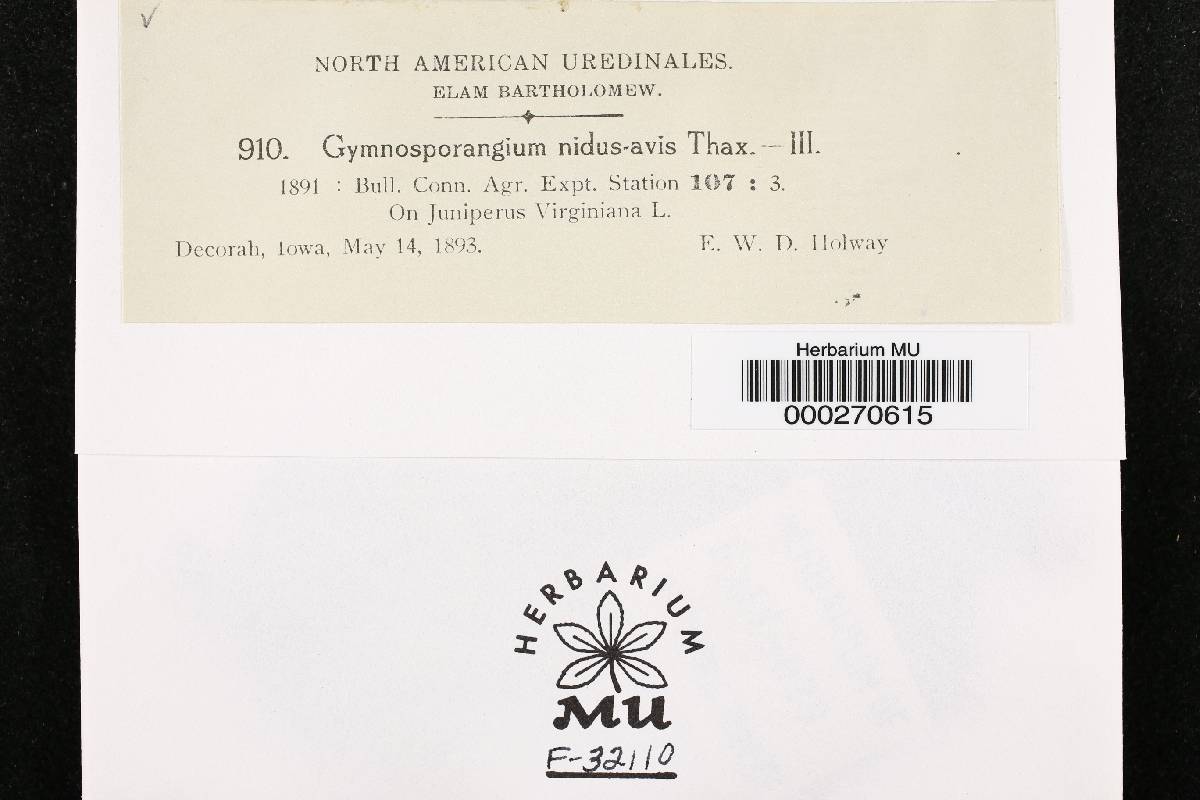 NORTH AMERICAN UREDINALES.
ELAM BARTHOLOMEW.
910. Gymnosporangium nidus-avis Thax. — III.
1891 : Bull. Conn. Agr. Expt. Station 107 : 3.
On Juniperus Virginiana L.
Decorah, Iowa, May 14, 1893. E. W. D. Holway
Herbarium MU
000270615
HERBARIUM
MU
F-32110